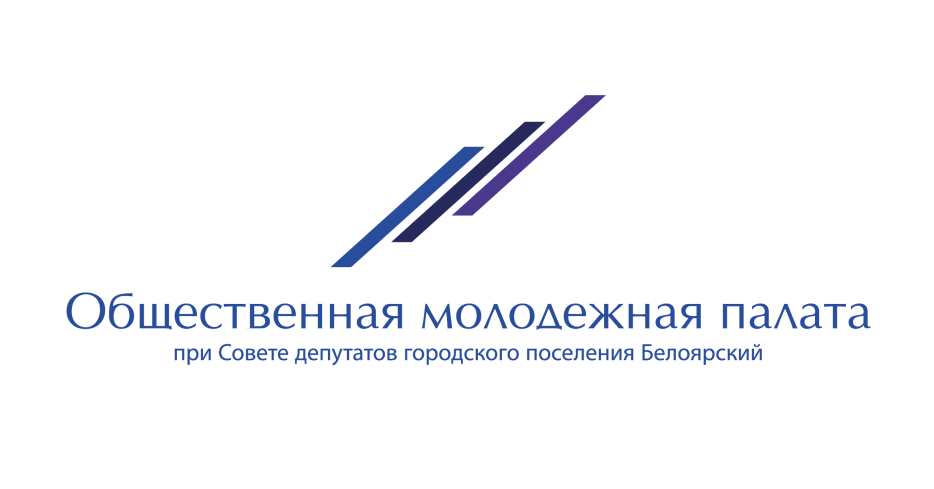 Общественная молодежная палата
при Совете депутатов городского поселения Белоярский